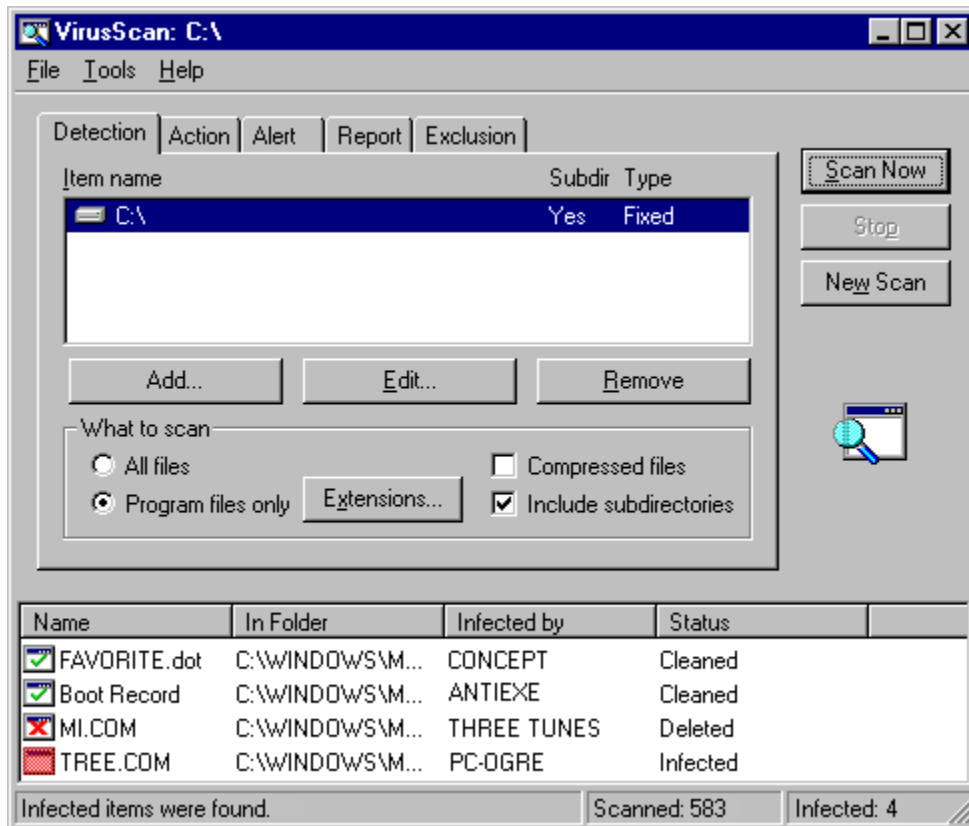 VirusScan: C:\
File Tools Help
Detection Action Alert Report Exclusion
Item name Subdir Type
C:\ Yes Fixed
Add... Edit... Remove
What to scan
All files
Program files only
Extensions...
Compressed files
Include subdirectories
Scan Now
Stop
New Scan
Name In Folder Infected by Status
FAVORITE.dot C:\WINDOWS\M... CONCEPT Cleaned
Boot Record C:\WINDOWS\M... ANTIEXE Cleaned
MI.COM C:\WINDOWS\M... THREE TUNES Deleted
TREE.COM C:\WINDOWS\M... PC-OGRE Infected
Infected items were found. Scanned: 583 Infected: 4